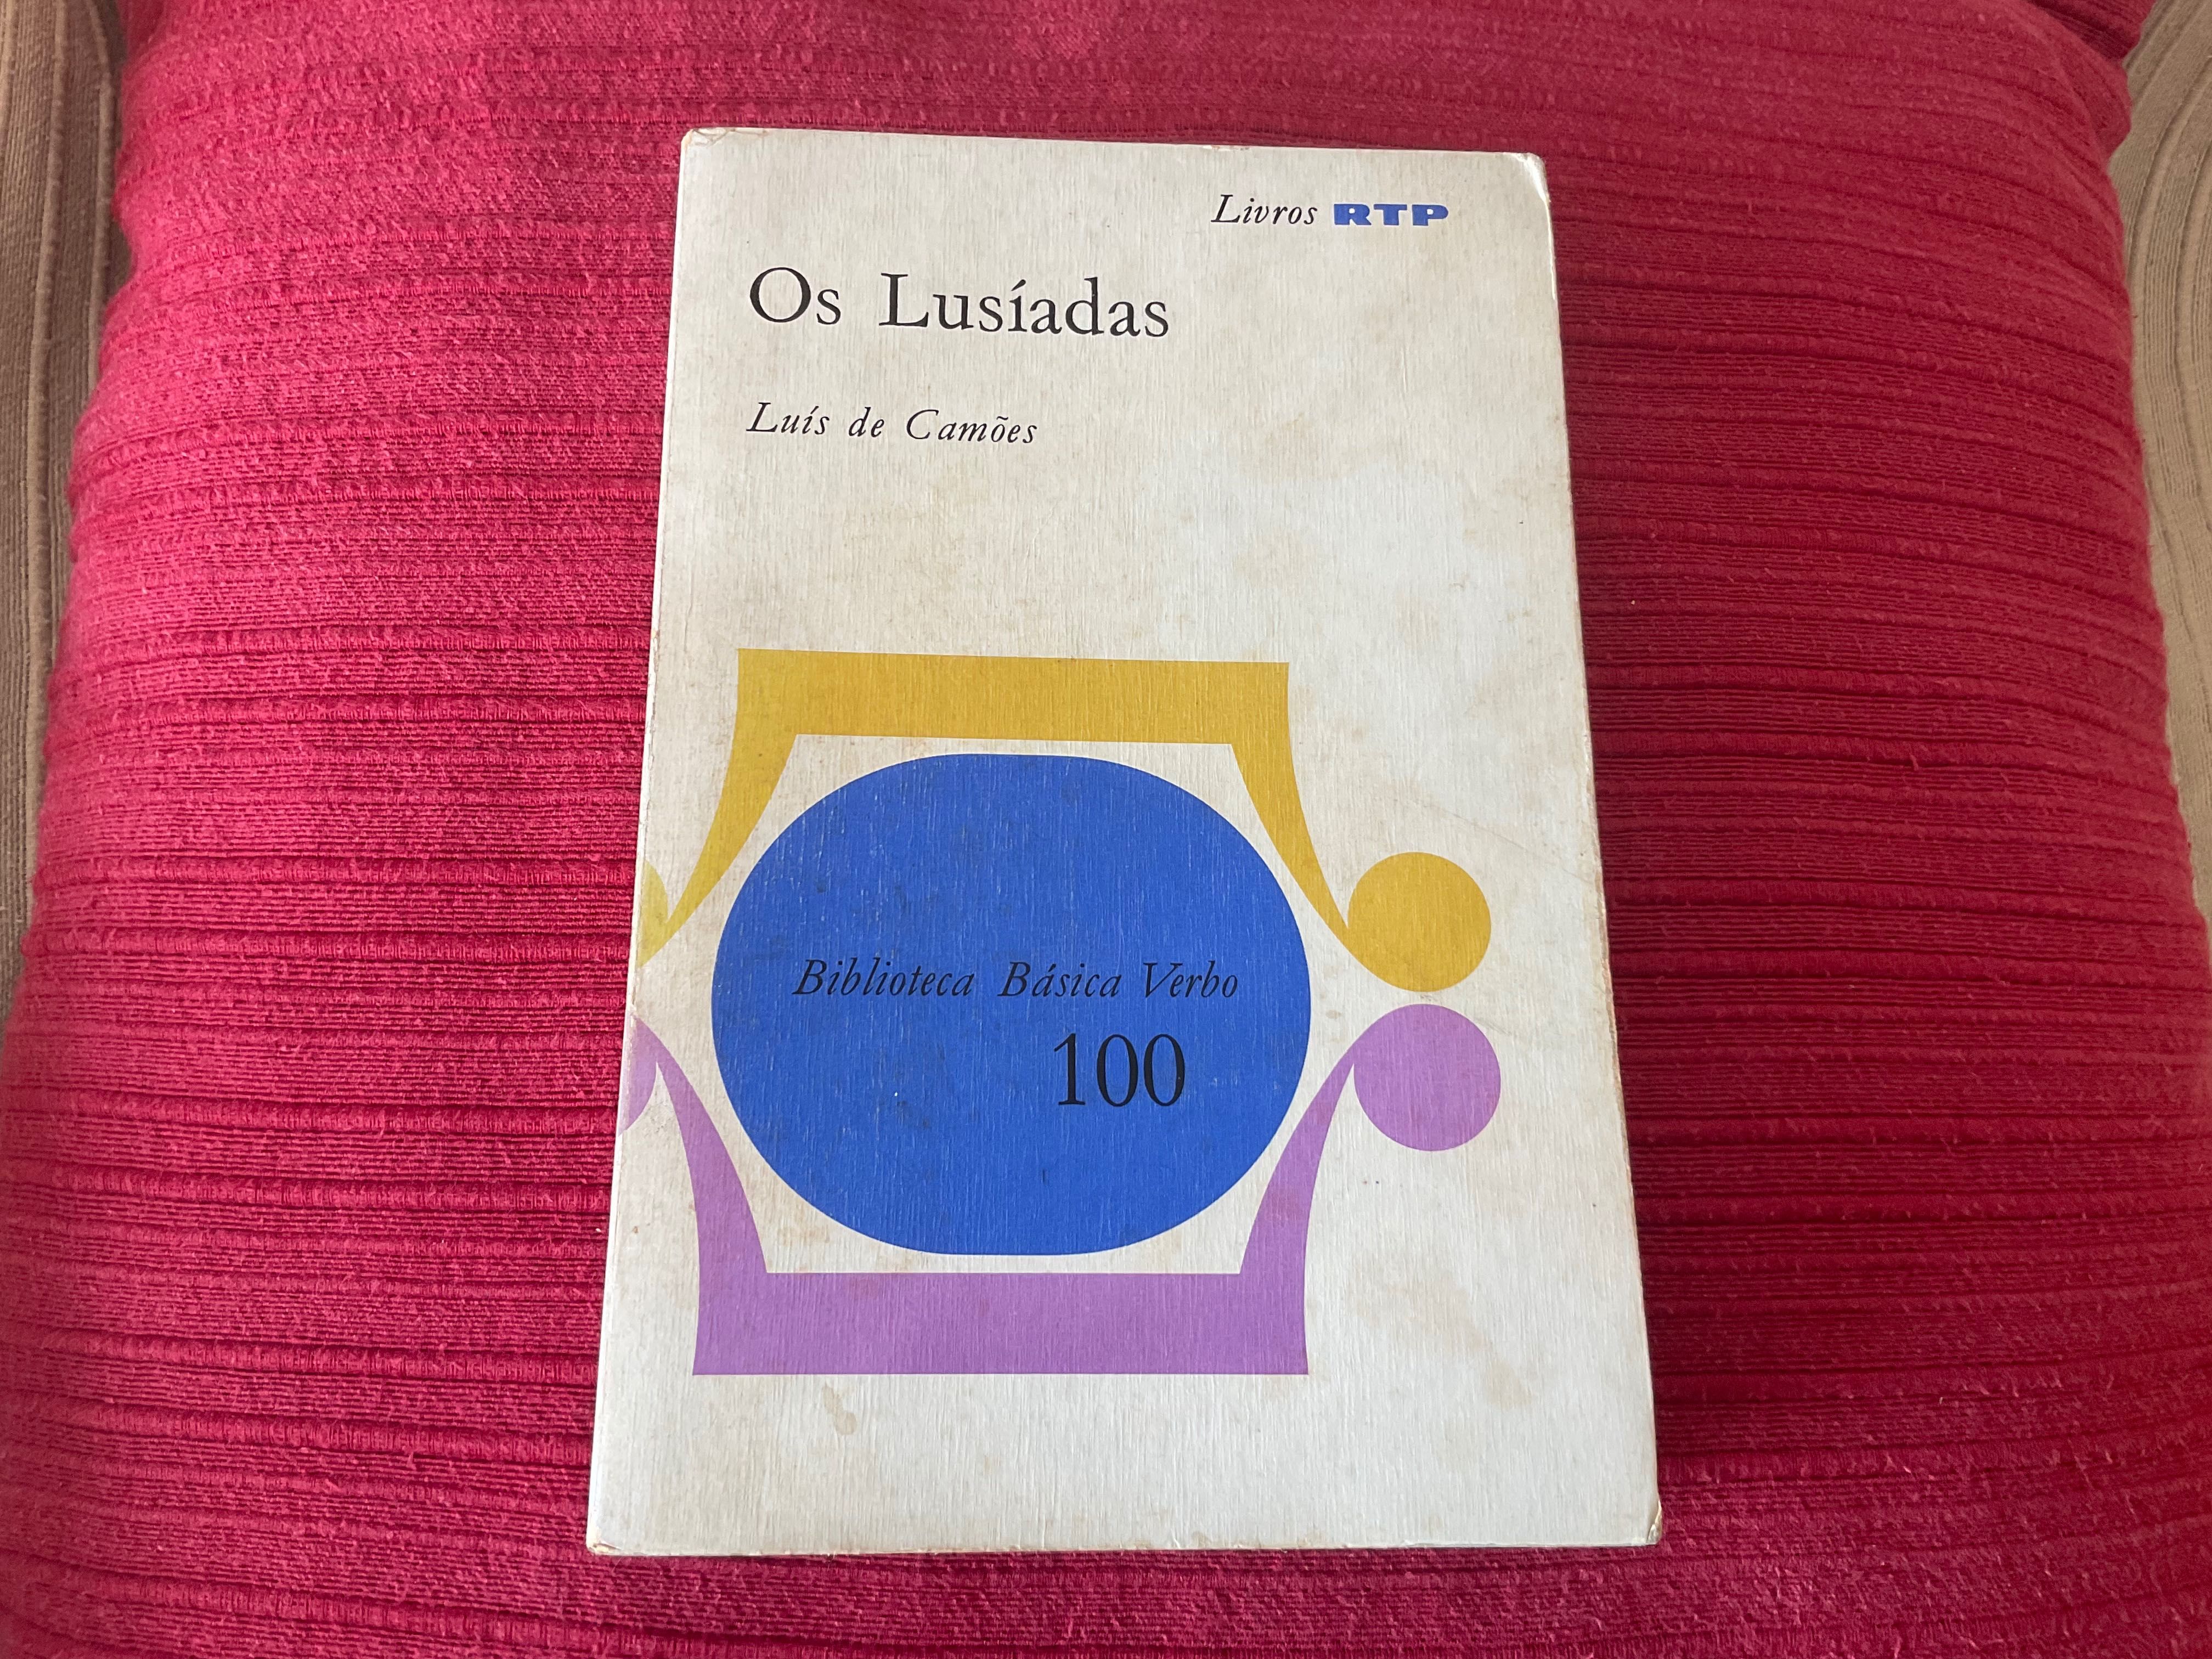 Livros RTP
Os Lusíadas
Luís de Camões
Biblioteca Básica Verbo
100